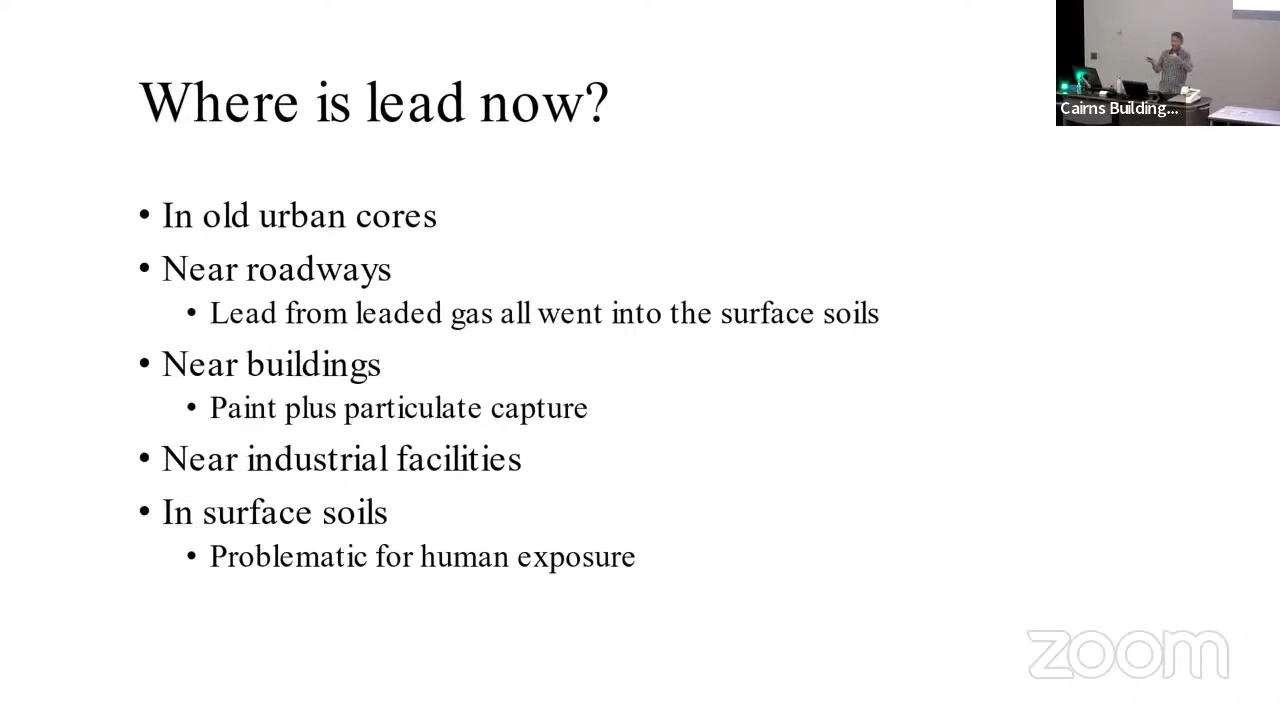 Where is lead now?
• In old urban cores
• Near roadways
• Lead from leaded gas all went into the surface soils
• Near buildings
• Paint plus particulate capture
• Near industrial facilities
• In surface soils
• Problematic for human exposure
Cairns Building...
zoom